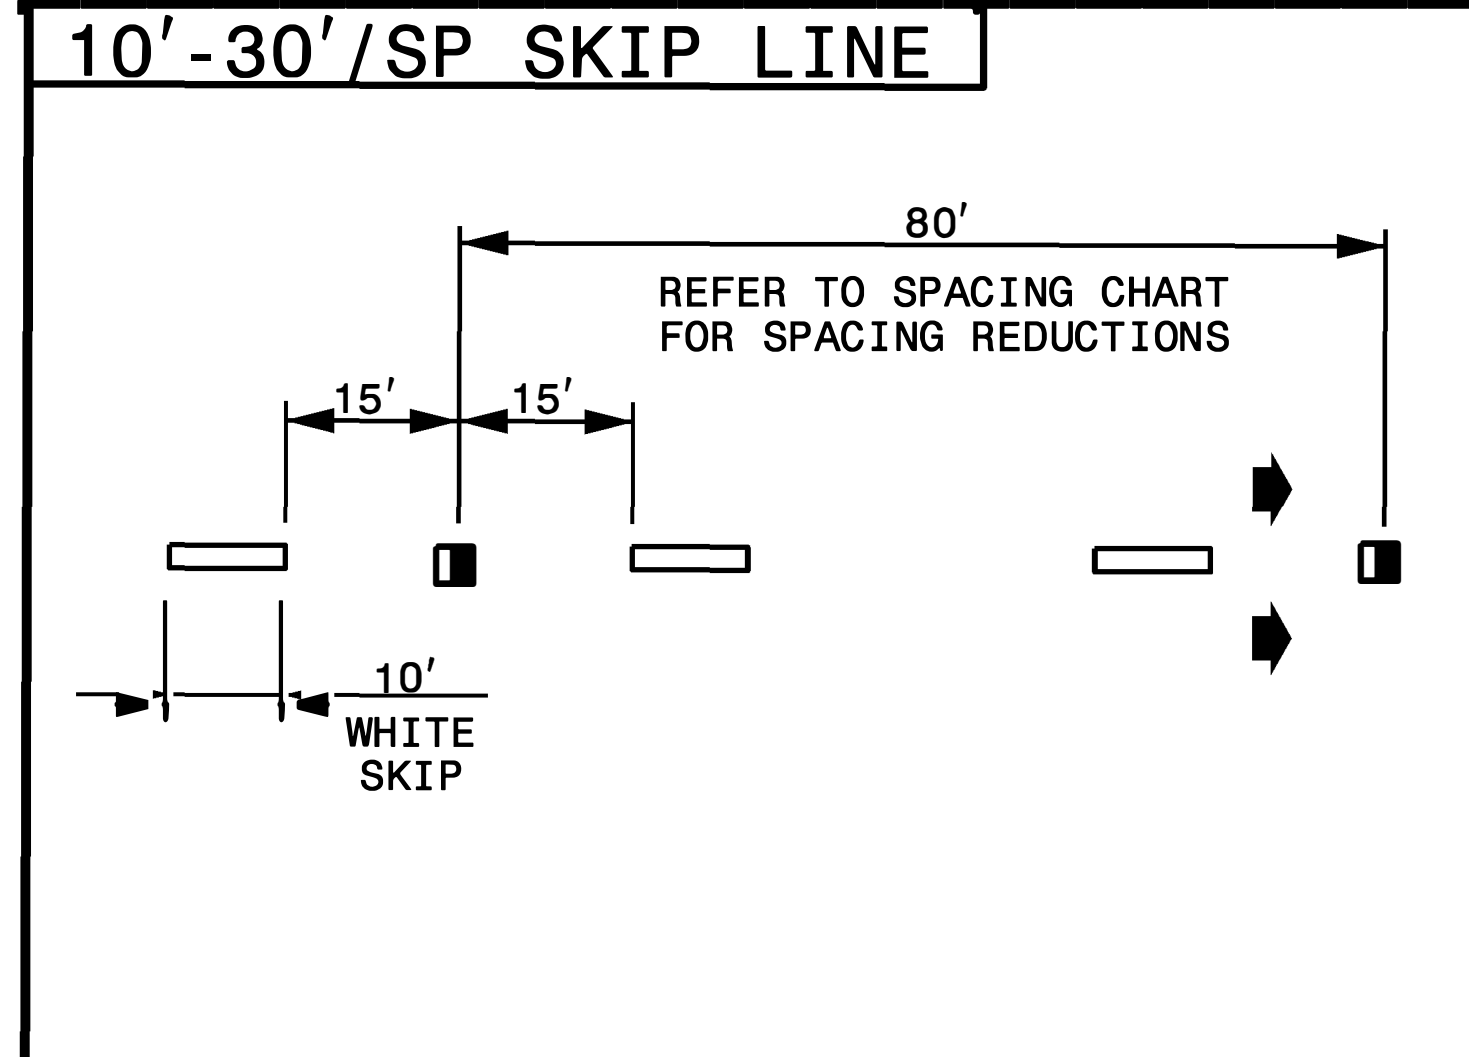 10'-30'/SP SKIP LINE
80'
REFER TO SPACING CHART
FOR SPACING REDUCTIONS
15' 15'
10'
WHITE
SKIP